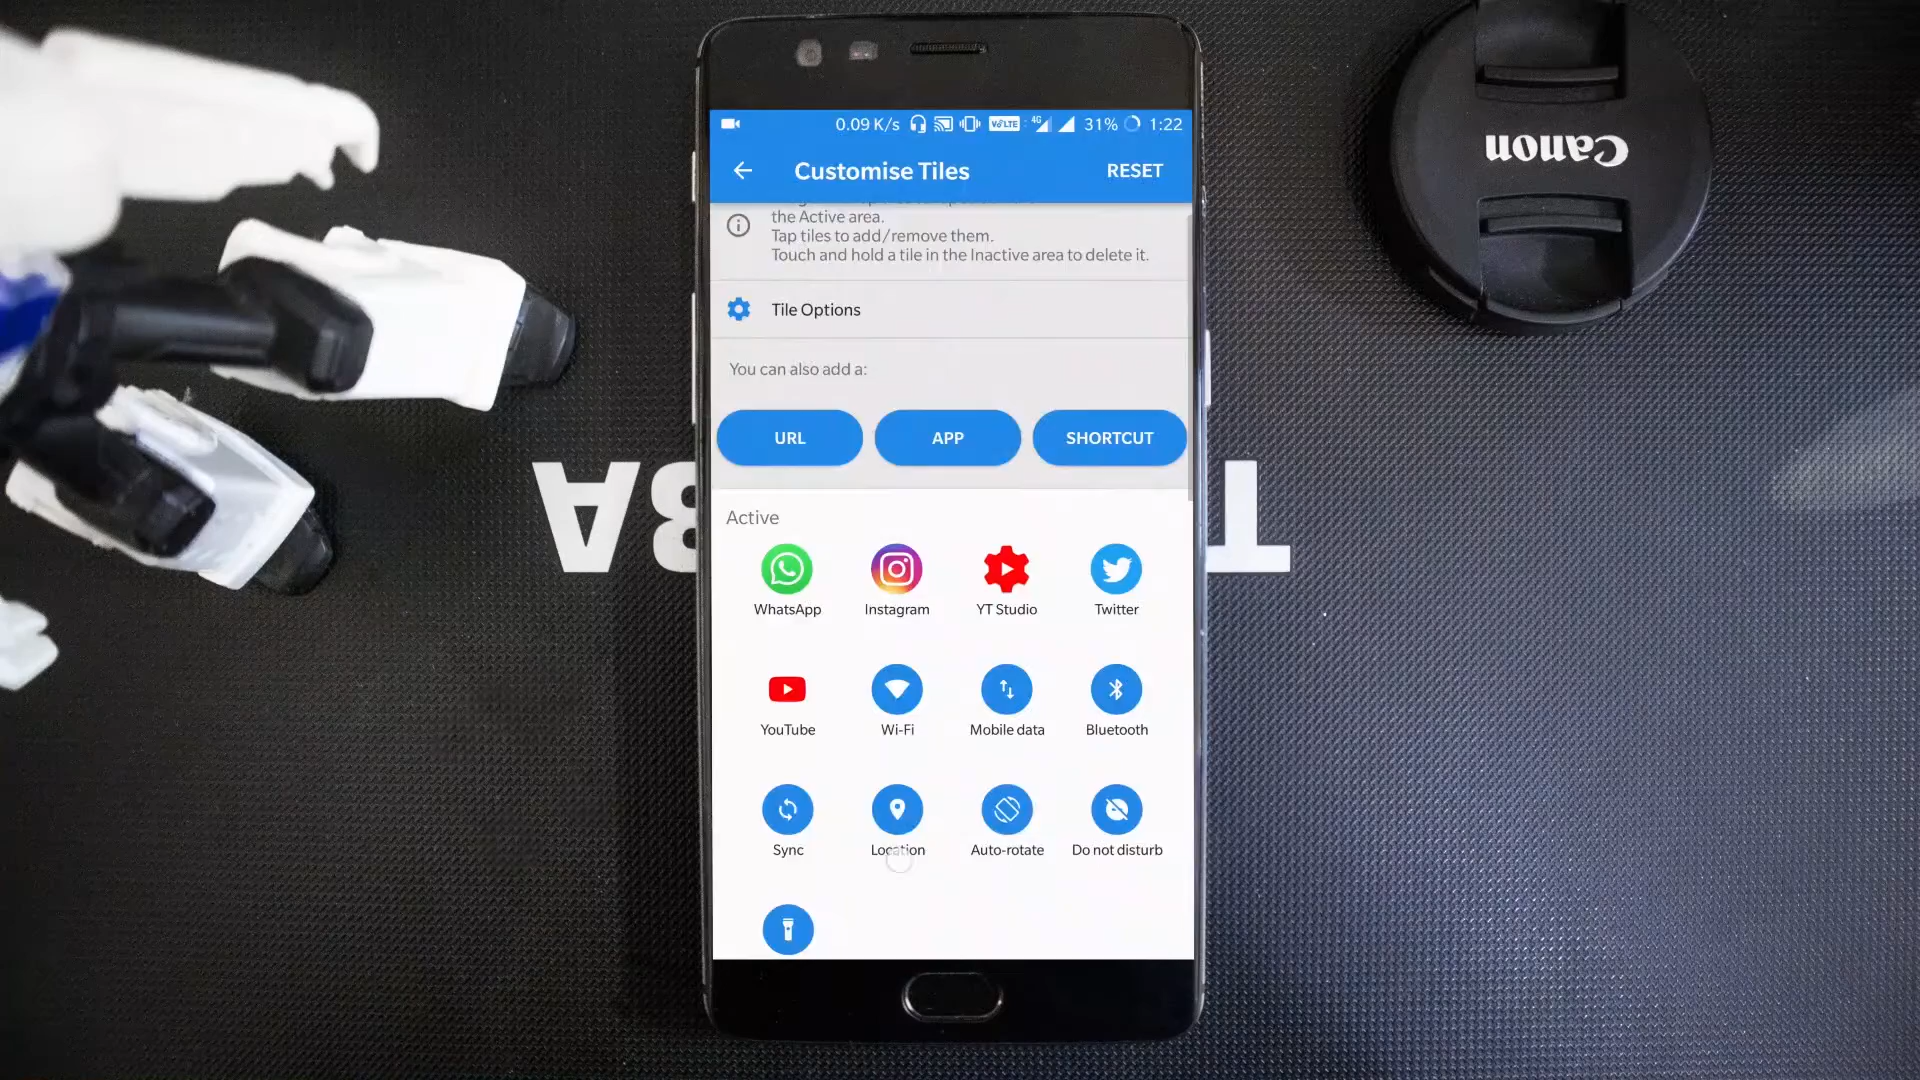 0.09 K/s VoLTE 4G 31% 1:22
Customise Tiles RESET
the Active area.
Tap tiles to add/remove them.
Touch and hold a tile in the Inactive area to delete it.
Tile Options
You can also add a:
URL APP SHORTCUT
Active
WhatsApp Instagram YT Studio Twitter
YouTube Wi-Fi Mobile data Bluetooth
Sync Location Auto-rotate Do not disturb
Canon